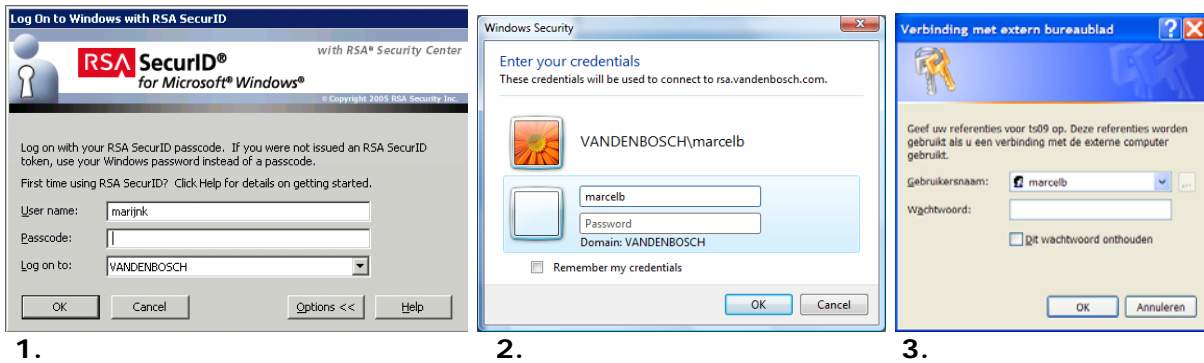 Log On to Windows with RSA SecurID
with RSA® Security Center
RSA SecurID®
for Microsoft® Windows®
© Copyright 2005 RSA Security Inc.
Log on with your RSA SecurID passcode. If you were not issued an RSA SecurID
token, use your Windows password instead of a passcode.
First time using RSA SecurID? Click Help for details on getting started.
User name: marijnk
Passcode:
Log on to: VANDENBOSCH
OK Cancel Options << Help
1.
Windows Security
Enter your credentials
These credentials will be used to connect to rsa.vandenbosch.com.
VANDENBOSCH\marcelb
marcelb
Password
Domain: VANDENBOSCH
Remember my credentials
OK Cancel
2.
Verbinding met extern bureaublad
Geef uw referenties voor ts09 op. Deze referenties worden
gebruikt als u een verbinding met de externe computer
gebruikt.
Gebruikersnaam: marcelb
Wachtwoord:
Dit wachtwoord onthouden
OK Annuleren
3.